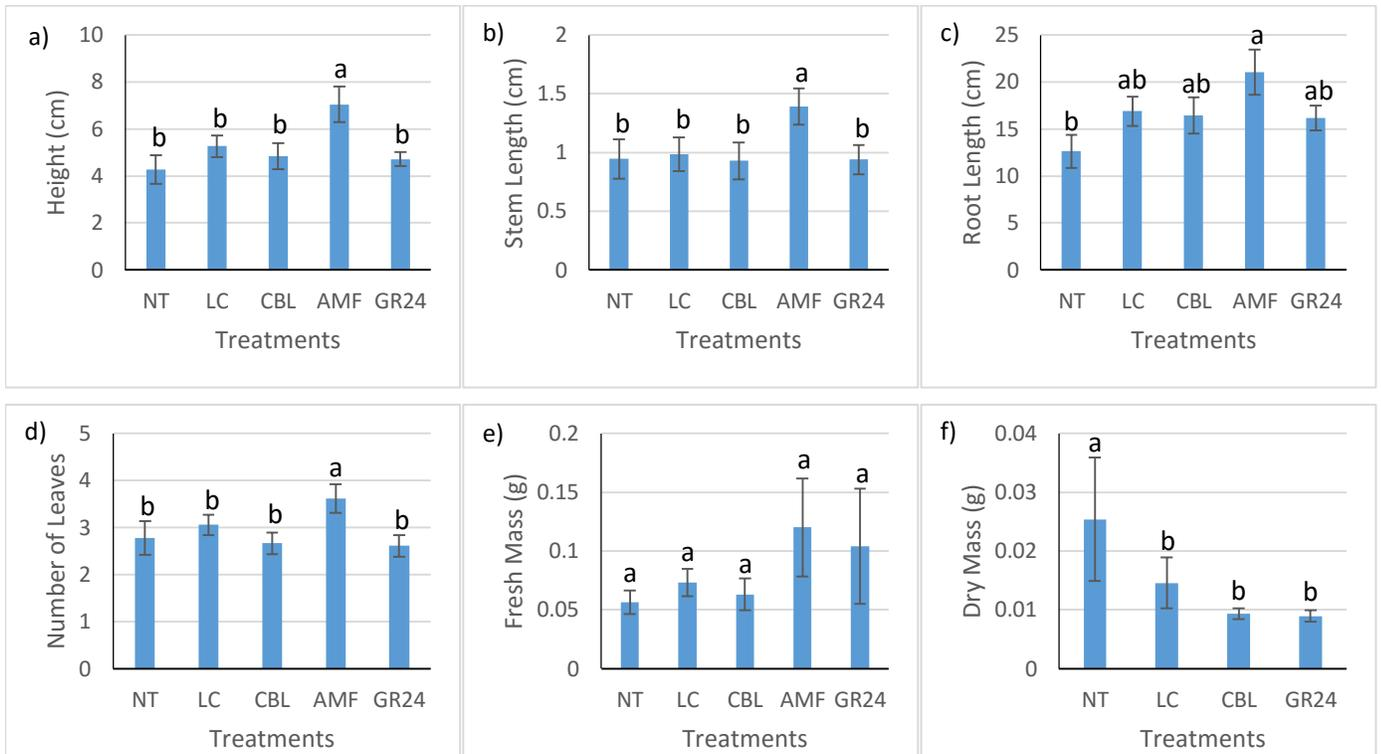 a)
Height (cm)
10
8
6
4
2
0
b b b a b
NT LC CBL AMF GR24
Treatments
b)
Stem Length (cm)
2
1.5
1
0.5
0
b b b a b
NT LC CBL AMF GR24
Treatments
c)
Root Length (cm)
25
20
15
10
5
0
b ab ab a ab
NT LC CBL AMF GR24
Treatments
d)
Number of Leaves
5
4
3
2
1
0
b b b a b
NT LC CBL AMF GR24
Treatments
e)
Fresh Mass (g)
0.2
0.15
0.1
0.05
0
a a a a a
NT LC CBL AMF GR24
Treatments
f)
Dry Mass (g)
0.04
0.03
0.02
0.01
0
a b b b
NT LC CBL GR24
Treatments